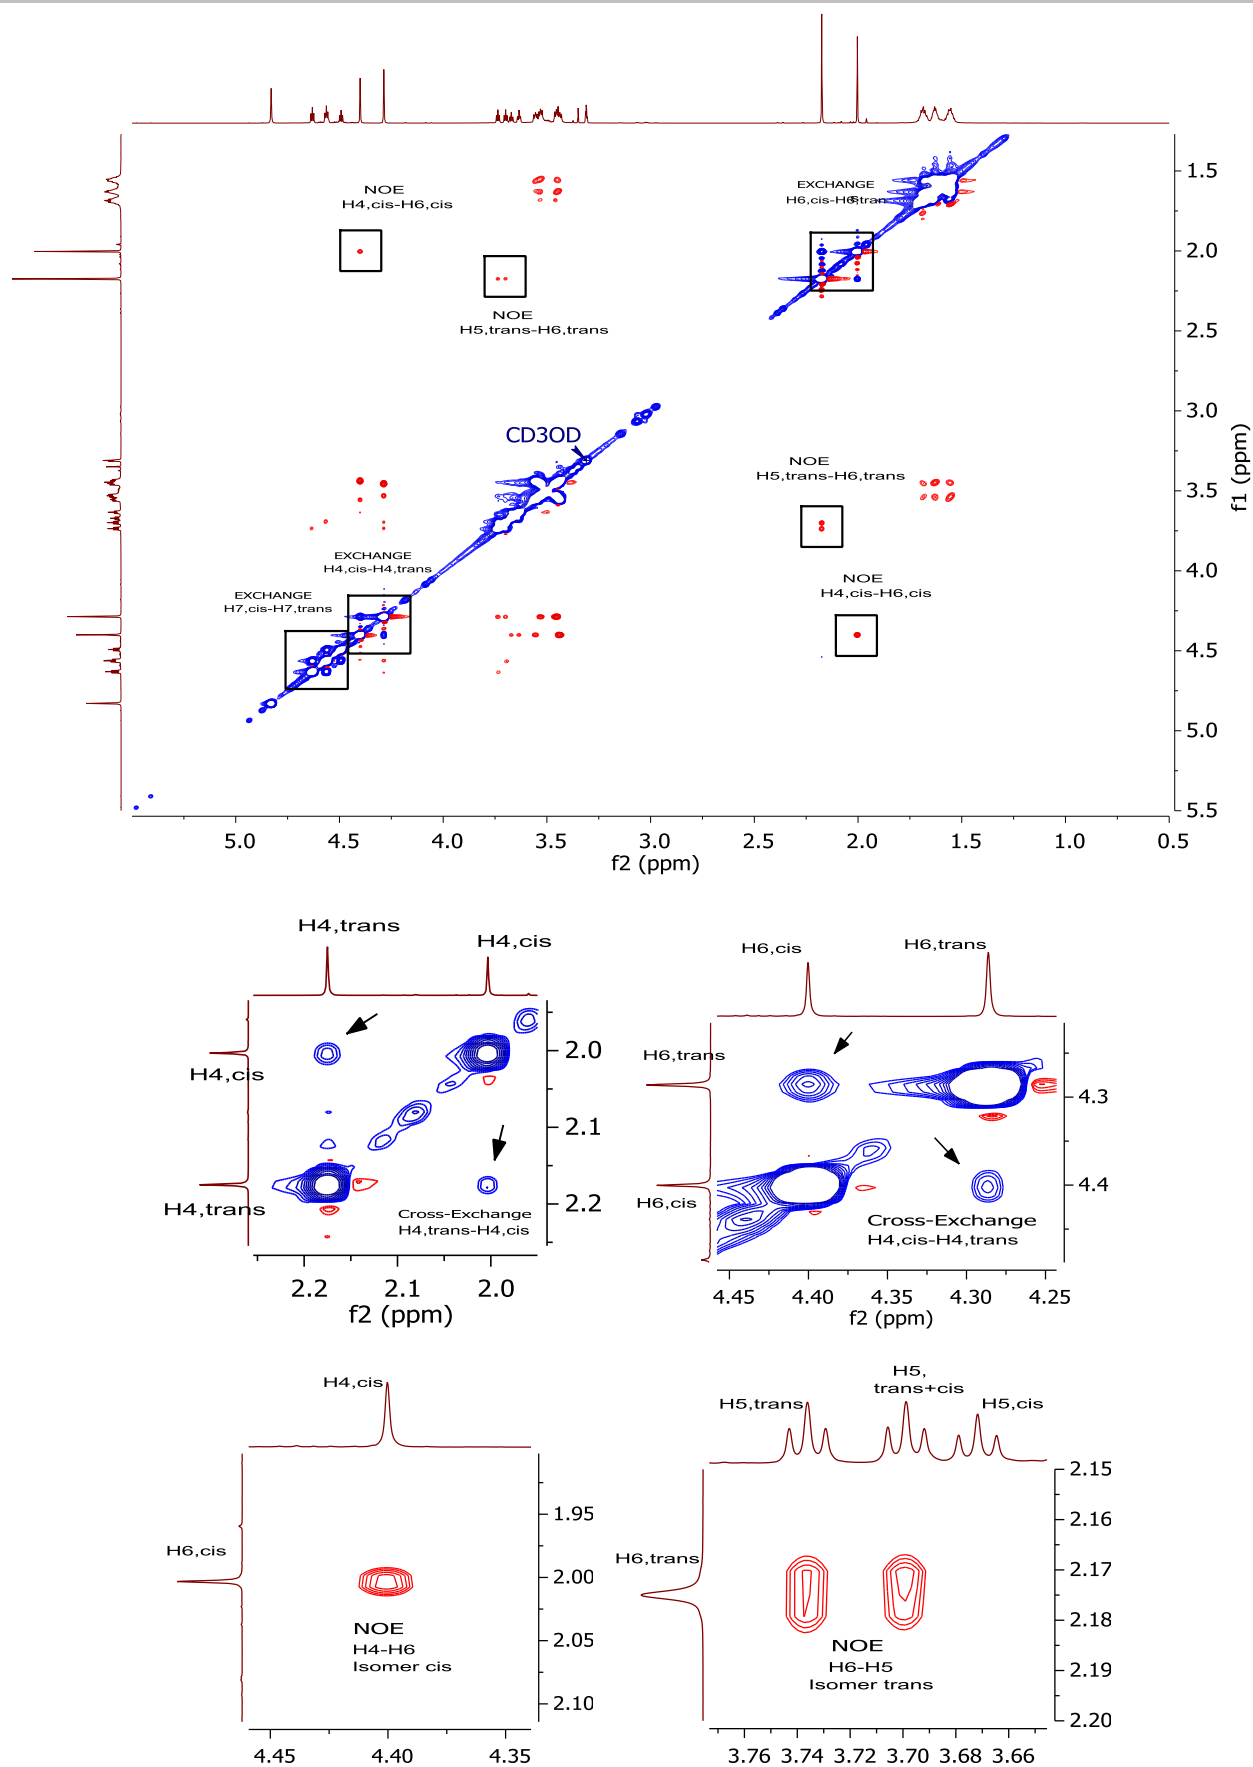 NOE
H4,cis-H6,cis
EXCHANGE
H6,cis-H6,trans
NOE
H5,trans-H6,trans
CD3OD
NOE
H5,trans-H6,trans
EXCHANGE
H4,cis-H4,trans
NOE
H4,cis-H6,cis
EXCHANGE
H7,cis-H7,trans
1.5
2.0
2.5
3.0
3.5
4.0
4.5
5.0
5.5
f1 (ppm)
5.0 4.5 4.0 3.5 3.0 2.5 2.0 1.5 1.0 0.5
f2 (ppm)
H4,trans
H4,cis
H4,cis
H4,trans
Cross-Exchange
H4,trans-H4,cis
2.0
2.1
2.2
2.2 2.1 2.0
f2 (ppm)
H6,cis
H6,trans
H6,trans
H6,cis
Cross-Exchange
H4,cis-H4,trans
4.3
4.4
4.45 4.40 4.35 4.30 4.25
f2 (ppm)
H4,cis
H6,cis
NOE
H4-H6
Isomer cis
1.95
2.00
2.05
2.10
4.45 4.40 4.35
H5,trans
H5,
trans+cis
H5,cis
H6,trans
NOE
H6-H5
Isomer trans
2.15
2.16
2.17
2.18
2.19
2.20
3.76 3.74 3.72 3.70 3.68 3.66